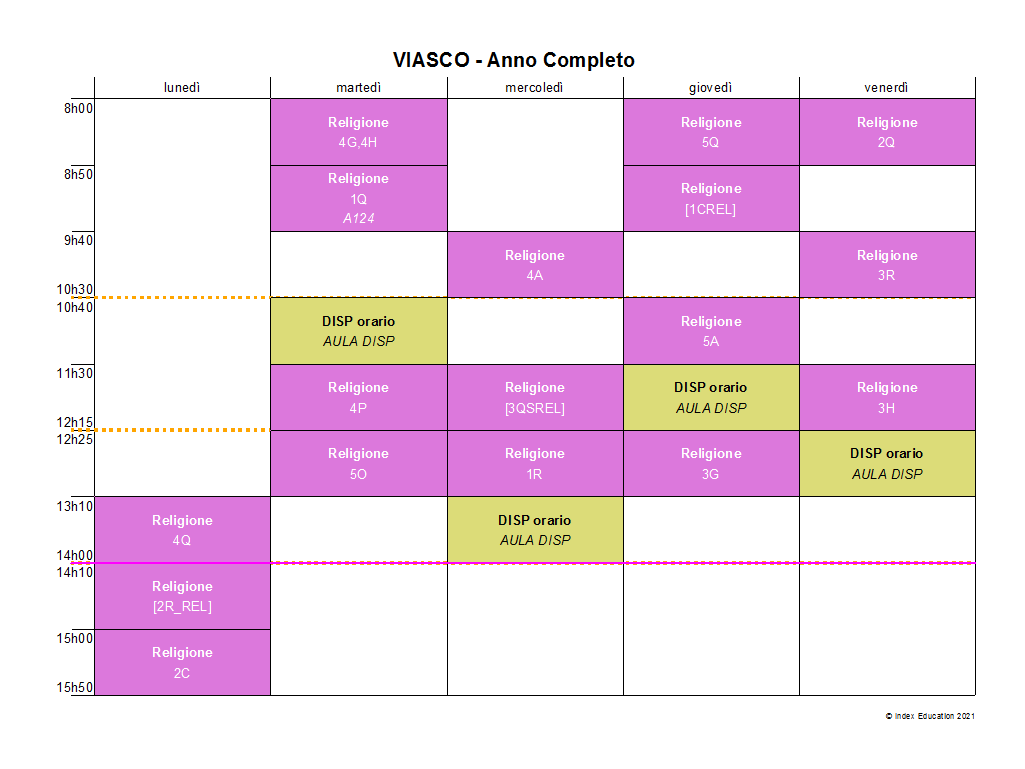 VIASCO - Anno Completo
lunedì martedì mercoledì giovedì venerdì
8h00
Religione Religione Religione
4G,4H 5Q 2Q
8h50
Religione Religione
1Q [1CREL]
A124
9h40
Religione Religione
4A 3R
10h30
10h40
DISP orario Religione
AULA DISP 5A
11h30
Religione Religione DISP orario Religione
4P [3QSREL] AULA DISP 3H
12h15
12h25
Religione Religione Religione DISP orario
5O 1R 3G AULA DISP
13h10
Religione DISP orario
4Q AULA DISP
14h00
14h10
Religione
[2R_REL]
15h00
Religione
2C
15h50
© Index Education 2021